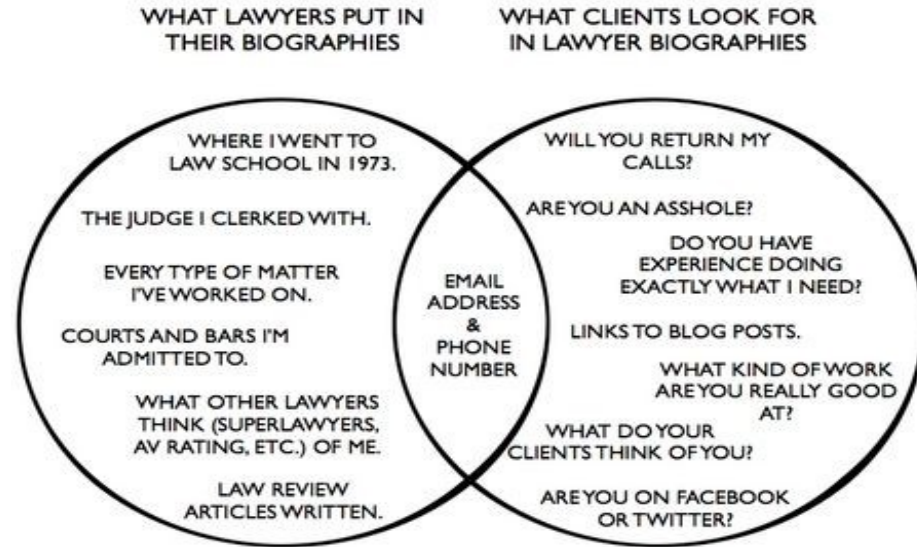 WHAT LAWYERS PUT IN
THEIR BIOGRAPHIES
WHAT CLIENTS LOOK FOR
IN LAWYER BIOGRAPHIES
WHERE I WENT TO
LAW SCHOOL IN 1973.
THE JUDGE I CLERKED WITH.
EVERY TYPE OF MATTER
I'VE WORKED ON.
COURTS AND BARS I'M
ADMITTED TO.
WHAT OTHER LAWYERS
THINK (SUPERLAWYERS,
AV RATING, ETC.) OF ME.
LAW REVIEW
ARTICLES WRITTEN.
EMAIL
ADDRESS
&
PHONE
NUMBER
WILL YOU RETURN MY
CALLS?
ARE YOU AN ASSHOLE?
DO YOU HAVE
EXPERIENCE DOING
EXACTLY WHAT I NEED?
LINKS TO BLOG POSTS.
WHAT KIND OF WORK
ARE YOU REALLY GOOD
AT?
WHAT DO YOUR
CLIENTS THINK OF YOU?
ARE YOU ON FACEBOOK
OR TWITTER?